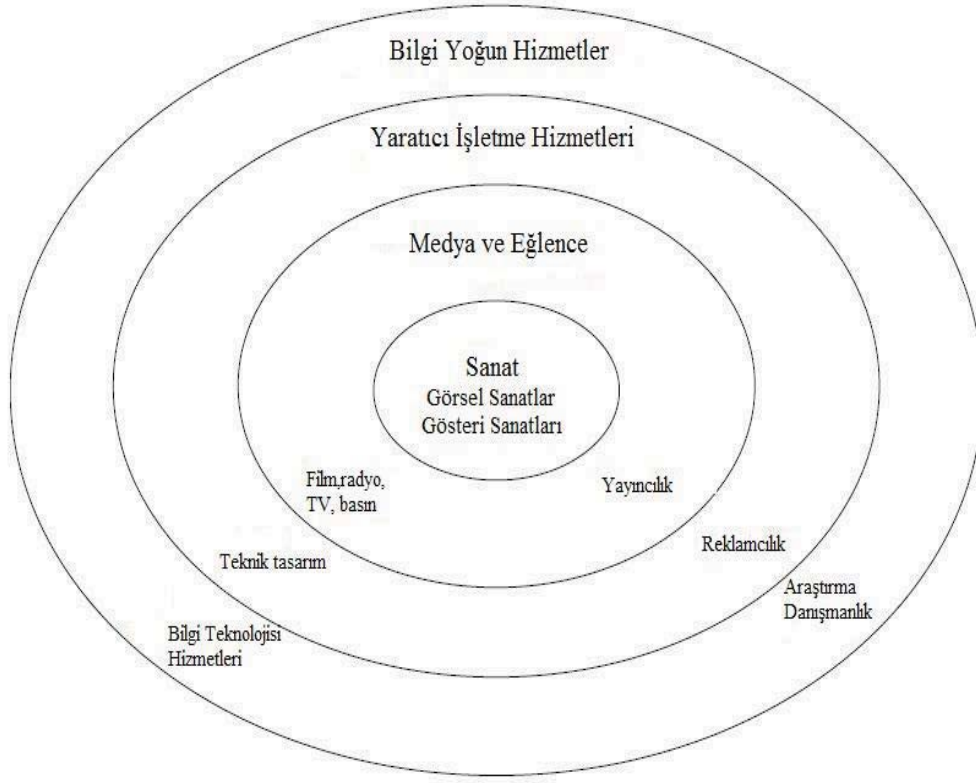 Bilgi Yoğun Hizmetler
Yaratıcı İşletme Hizmetleri
Medya ve Eğlence
Sanat
Görsel Sanatlar
Gösteri Sanatları
Film,radyo,
TV, basın
Yayıncılık
Teknik tasarım
Reklamcılık
Araştırma
Danışmanlık
Bilgi Teknolojisi
Hizmetleri